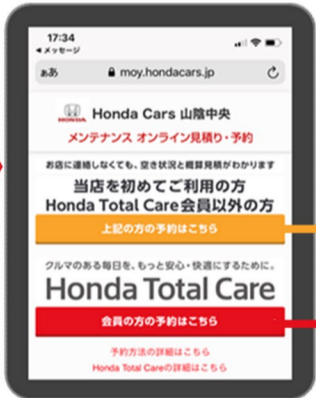 17:34
◀ メッセージ
ぁあ moy.hondacars.jp
HONDA Honda Cars 山陰中央
メンテナンス オンライン見積り・予約
お店に連絡しなくても、空き状況と概算見積がわかります
当店を初めてご利用の方
Honda Total Care会員以外の方
上記の方の予約はこちら
クルマのある毎日を、もっと安心・快適にするために。
Honda Total Care
会員の方の予約はこちら
予約方法の詳細はこちら
Honda Total Careの詳細はこちら